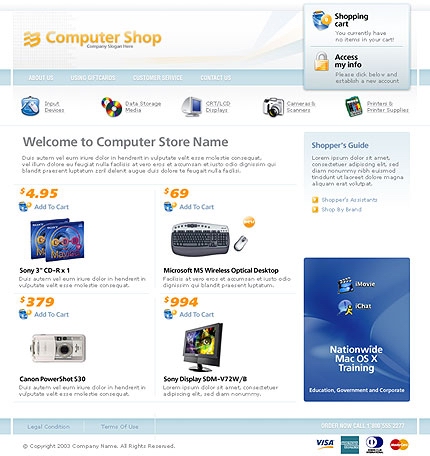 Computer Shop
Company Slogan Here
Shopping
cart
You currently have
no items in your cart!
Access
my info
Please click below and
establish a new account
ABOUT US
USING GIFTCARDS
CUSTOMER SERVICE
CONTACT US
Input
Devices
Data Storage
Media
CRT/LCD
Displays
Cameras &
Scanners
Printers &
Printer Supplies
Welcome to Computer Store Name
Duis autem vel eum iriure dolor in hendrerit in vulputate velit esse molestie consequat,
vel illum dolore eu feugiat nulla facilisis at vero eros et accumsan et iusto odio dignissim qui
blandit praesent luptatum zzril delenit augue duis dolore te feugait nulla facilisi.
Shopper's Guide
Lorem ipsum dolor sit amet,
consectetuer adipiscing elit, sed
diam nonummy nibh euismod
tincidunt ut laoreet dolore magna
aliquam erat volutpat.
Shopper's Assistants
Shop By Brand
$4.95
Add To Cart
Sony 3" CD-R x 1
Duis autem vel eum iriure dolor in hendrerit in
vulputate velit esse molestie consequat.
$69
Add To Cart
Microsoft MS Wireless Optical Desktop
Facilisis at vero eros et accumsan et iusto odio
dignissim qui blandit praesent luptatum.
$379
Add To Cart
Canon PowerShot S30
Duis autem vel eum iriure dolor in hendrerit in
vulputate velit esse molestie consequat.
$994
Add To Cart
Sony Display SDM-V72W/B
Lorem ipsum dolor sit amet, consectetuer
adipiscing elit, sed diam nonummy nibh euismod.
iMovie
iChat
Nationwide
Mac OS X
Training
Education, Government and Corporate
Legal Condition
Terms Of Use
ORDER NOW CALL 1.800.555.2277
© Copyright 2003 Company Name. All Rights Reserved.
VISA